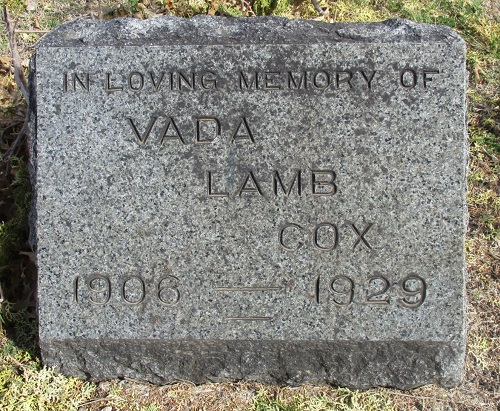 IN LOVING MEMORY OF
VADA
LAMB
COX
1906 — 1929